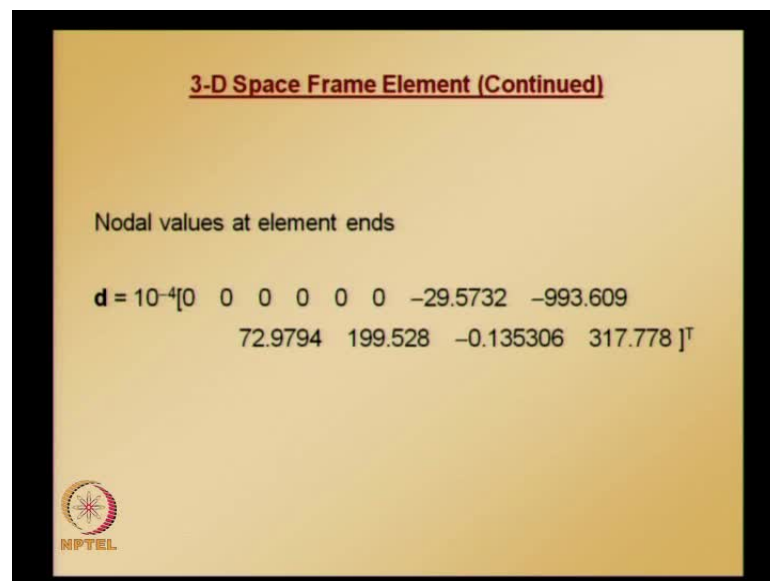 3-D Space Frame Element (Continued)
Nodal values at element ends
d = 10⁻⁴[0 0 0 0 0 0 –29.5732 –993.609
72.9794 199.528 –0.135306 317.778 ]ᵀ
NPTEL